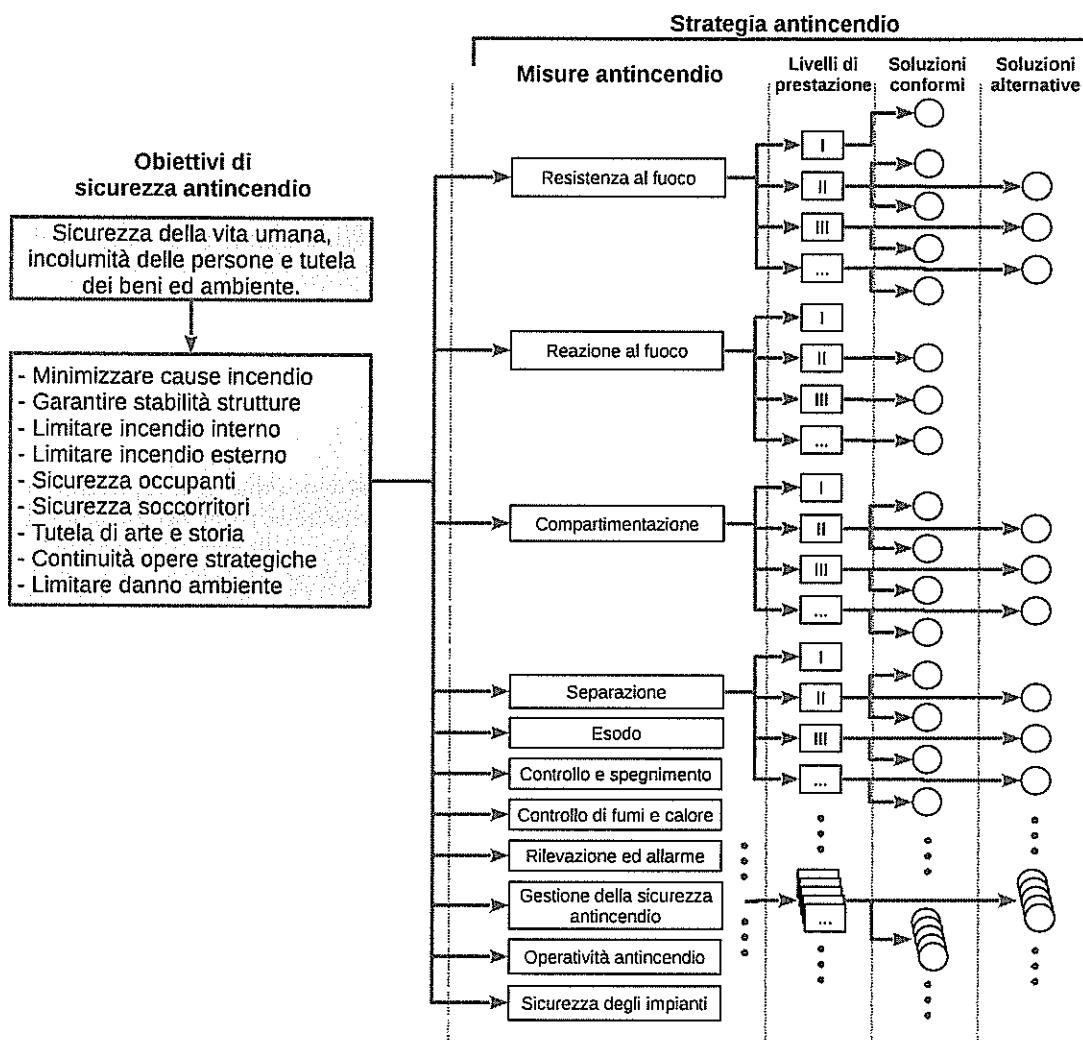 Strategia antincendio
Misure antincendio
Livelli di
prestazione
Soluzioni
conformi
Soluzioni
alternative
Obiettivi di
sicurezza antincendio
Sicurezza della vita umana,
incolumità delle persone e tutela
dei beni ed ambiente.
- Minimizzare cause incendio
- Garantire stabilità strutture
- Limitare incendio interno
- Limitare incendio esterno
- Sicurezza occupanti
- Sicurezza soccorritori
- Tutela di arte e storia
- Continuità opere strategiche
- Limitare danno ambiente
Resistenza al fuoco
I
II
III
...
Reazione al fuoco
I
II
III
...
Compartimentazione
I
II
III
...
Separazione
I
II
III
...
Esodo
Controllo e spegnimento
Controllo di fumi e calore
Rilevazione ed allarme
Gestione della sicurezza
antincendio
...
Operatività antincendio
Sicurezza degli impianti